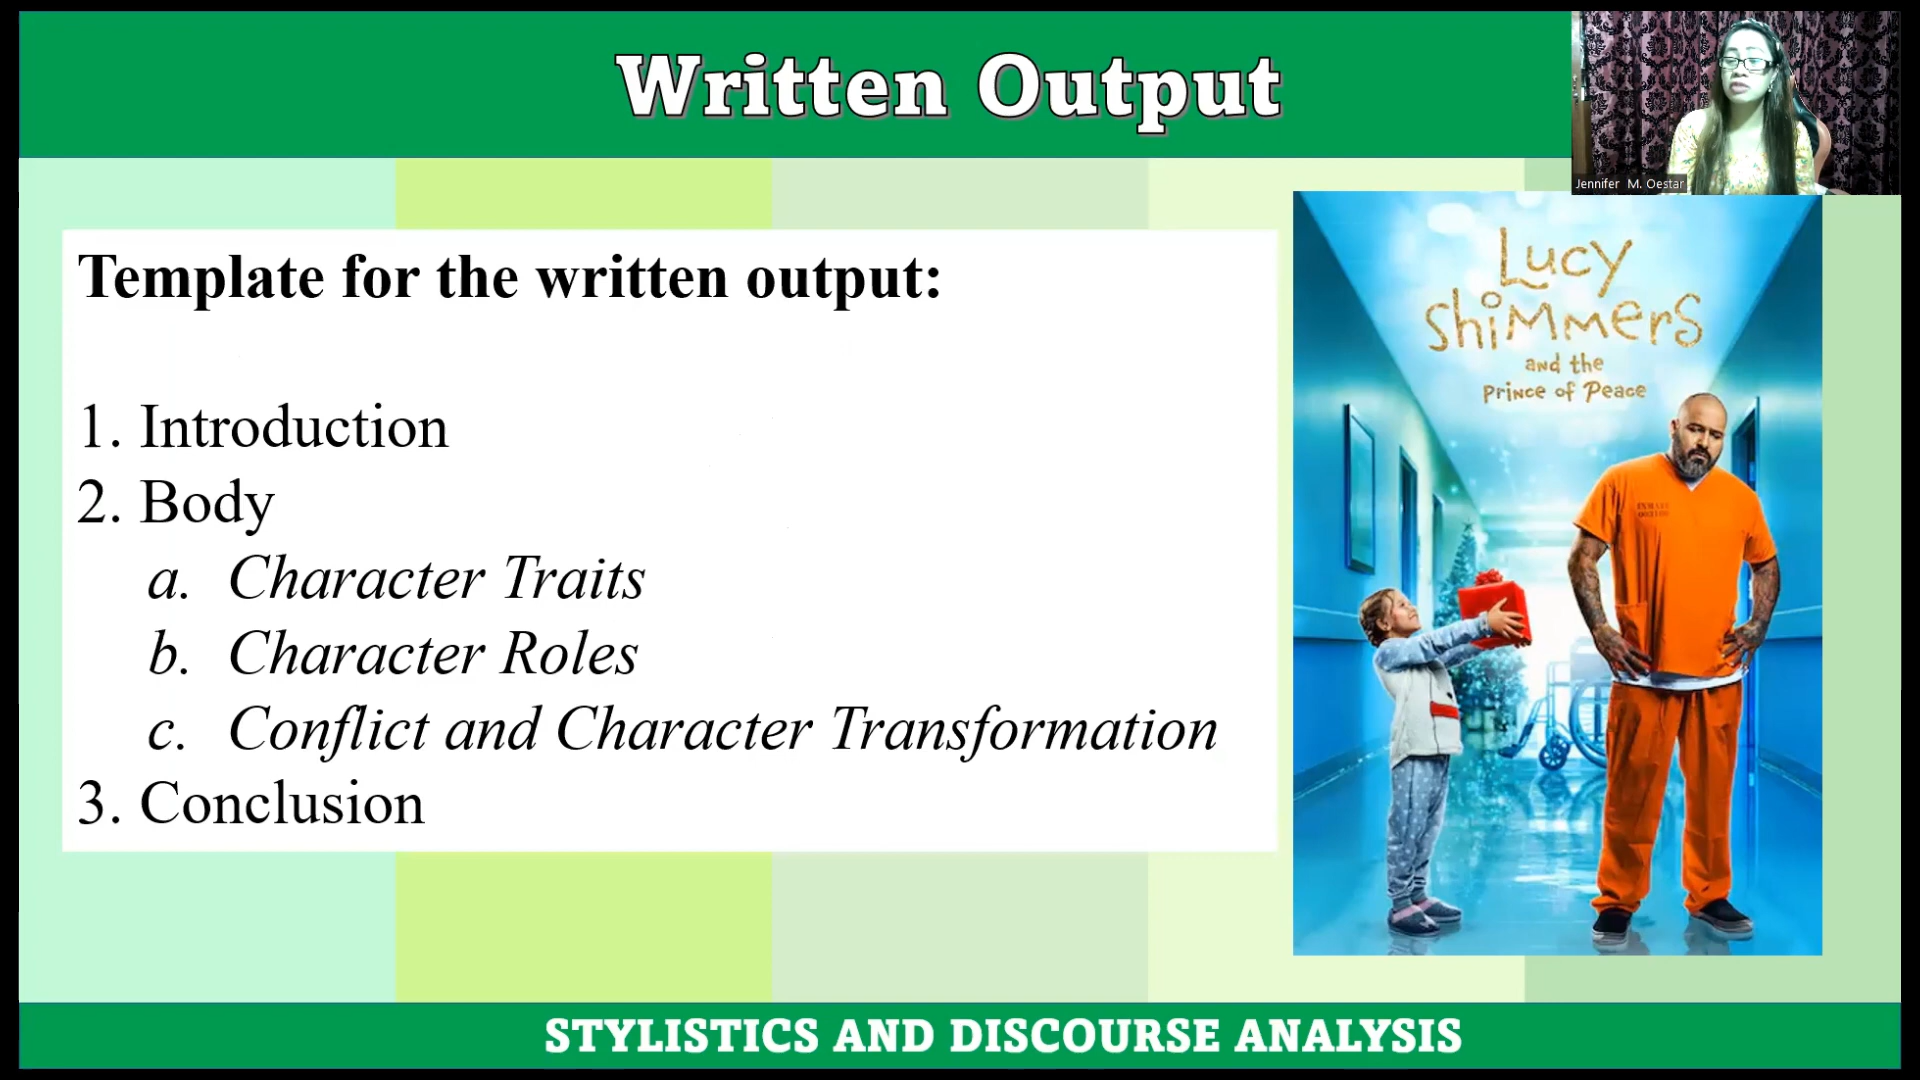 Written Output
Jennifer M. Oestar
Template for the written output:
1. Introduction
2. Body
a. Character Traits
b. Character Roles
c. Conflict and Character Transformation
3. Conclusion
Lucy
Shimmers
and the
Prince of Peace
INMATE
STYLISTICS AND DISCOURSE ANALYSIS